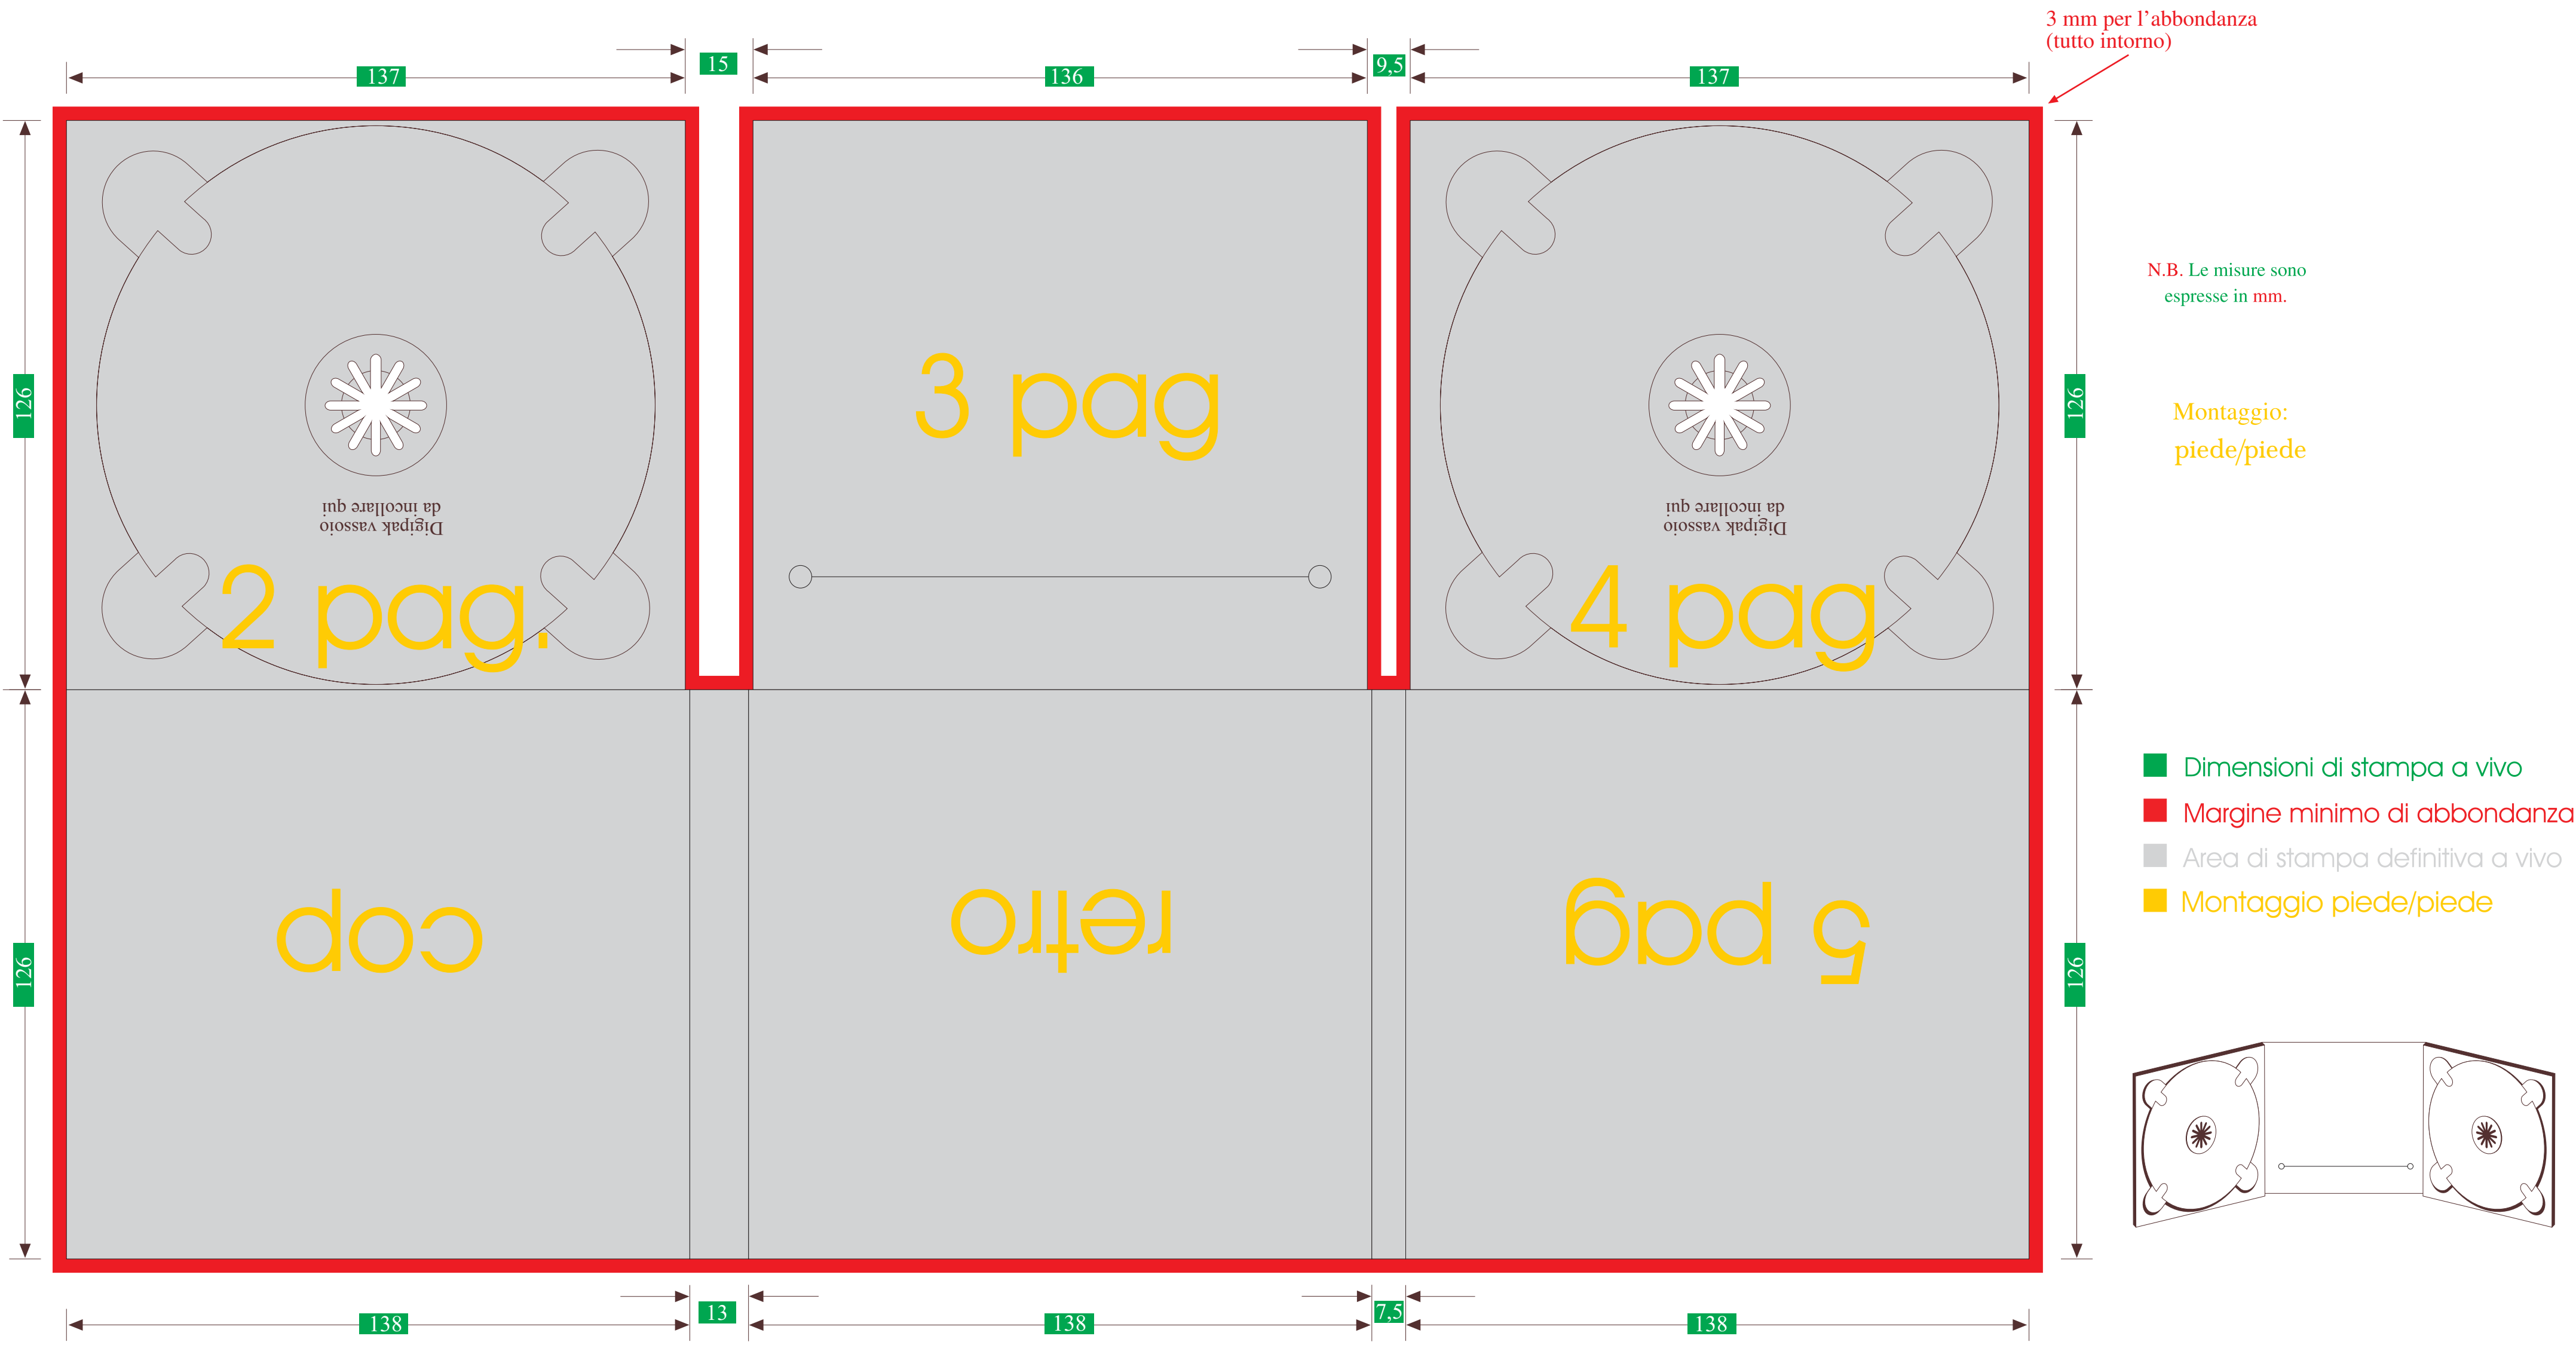 3 mm per l'abbondanza
(tutto intorno)
15
9,5
137
136
137
N.B. Le misure sono
espresse in mm.
126
126
3 pag
Montaggio:
piede/piede
Digipak vassoio
da incollare qui
Digipak vassoio
da incollare qui
2 pag.
4 pag
Dimensioni di stampa a vivo
Margine minimo di abbondanza
Area di stampa definitiva a vivo
Montaggio piede/piede
126
cop
retro
5 pag
126
13
7,5
138
138
138